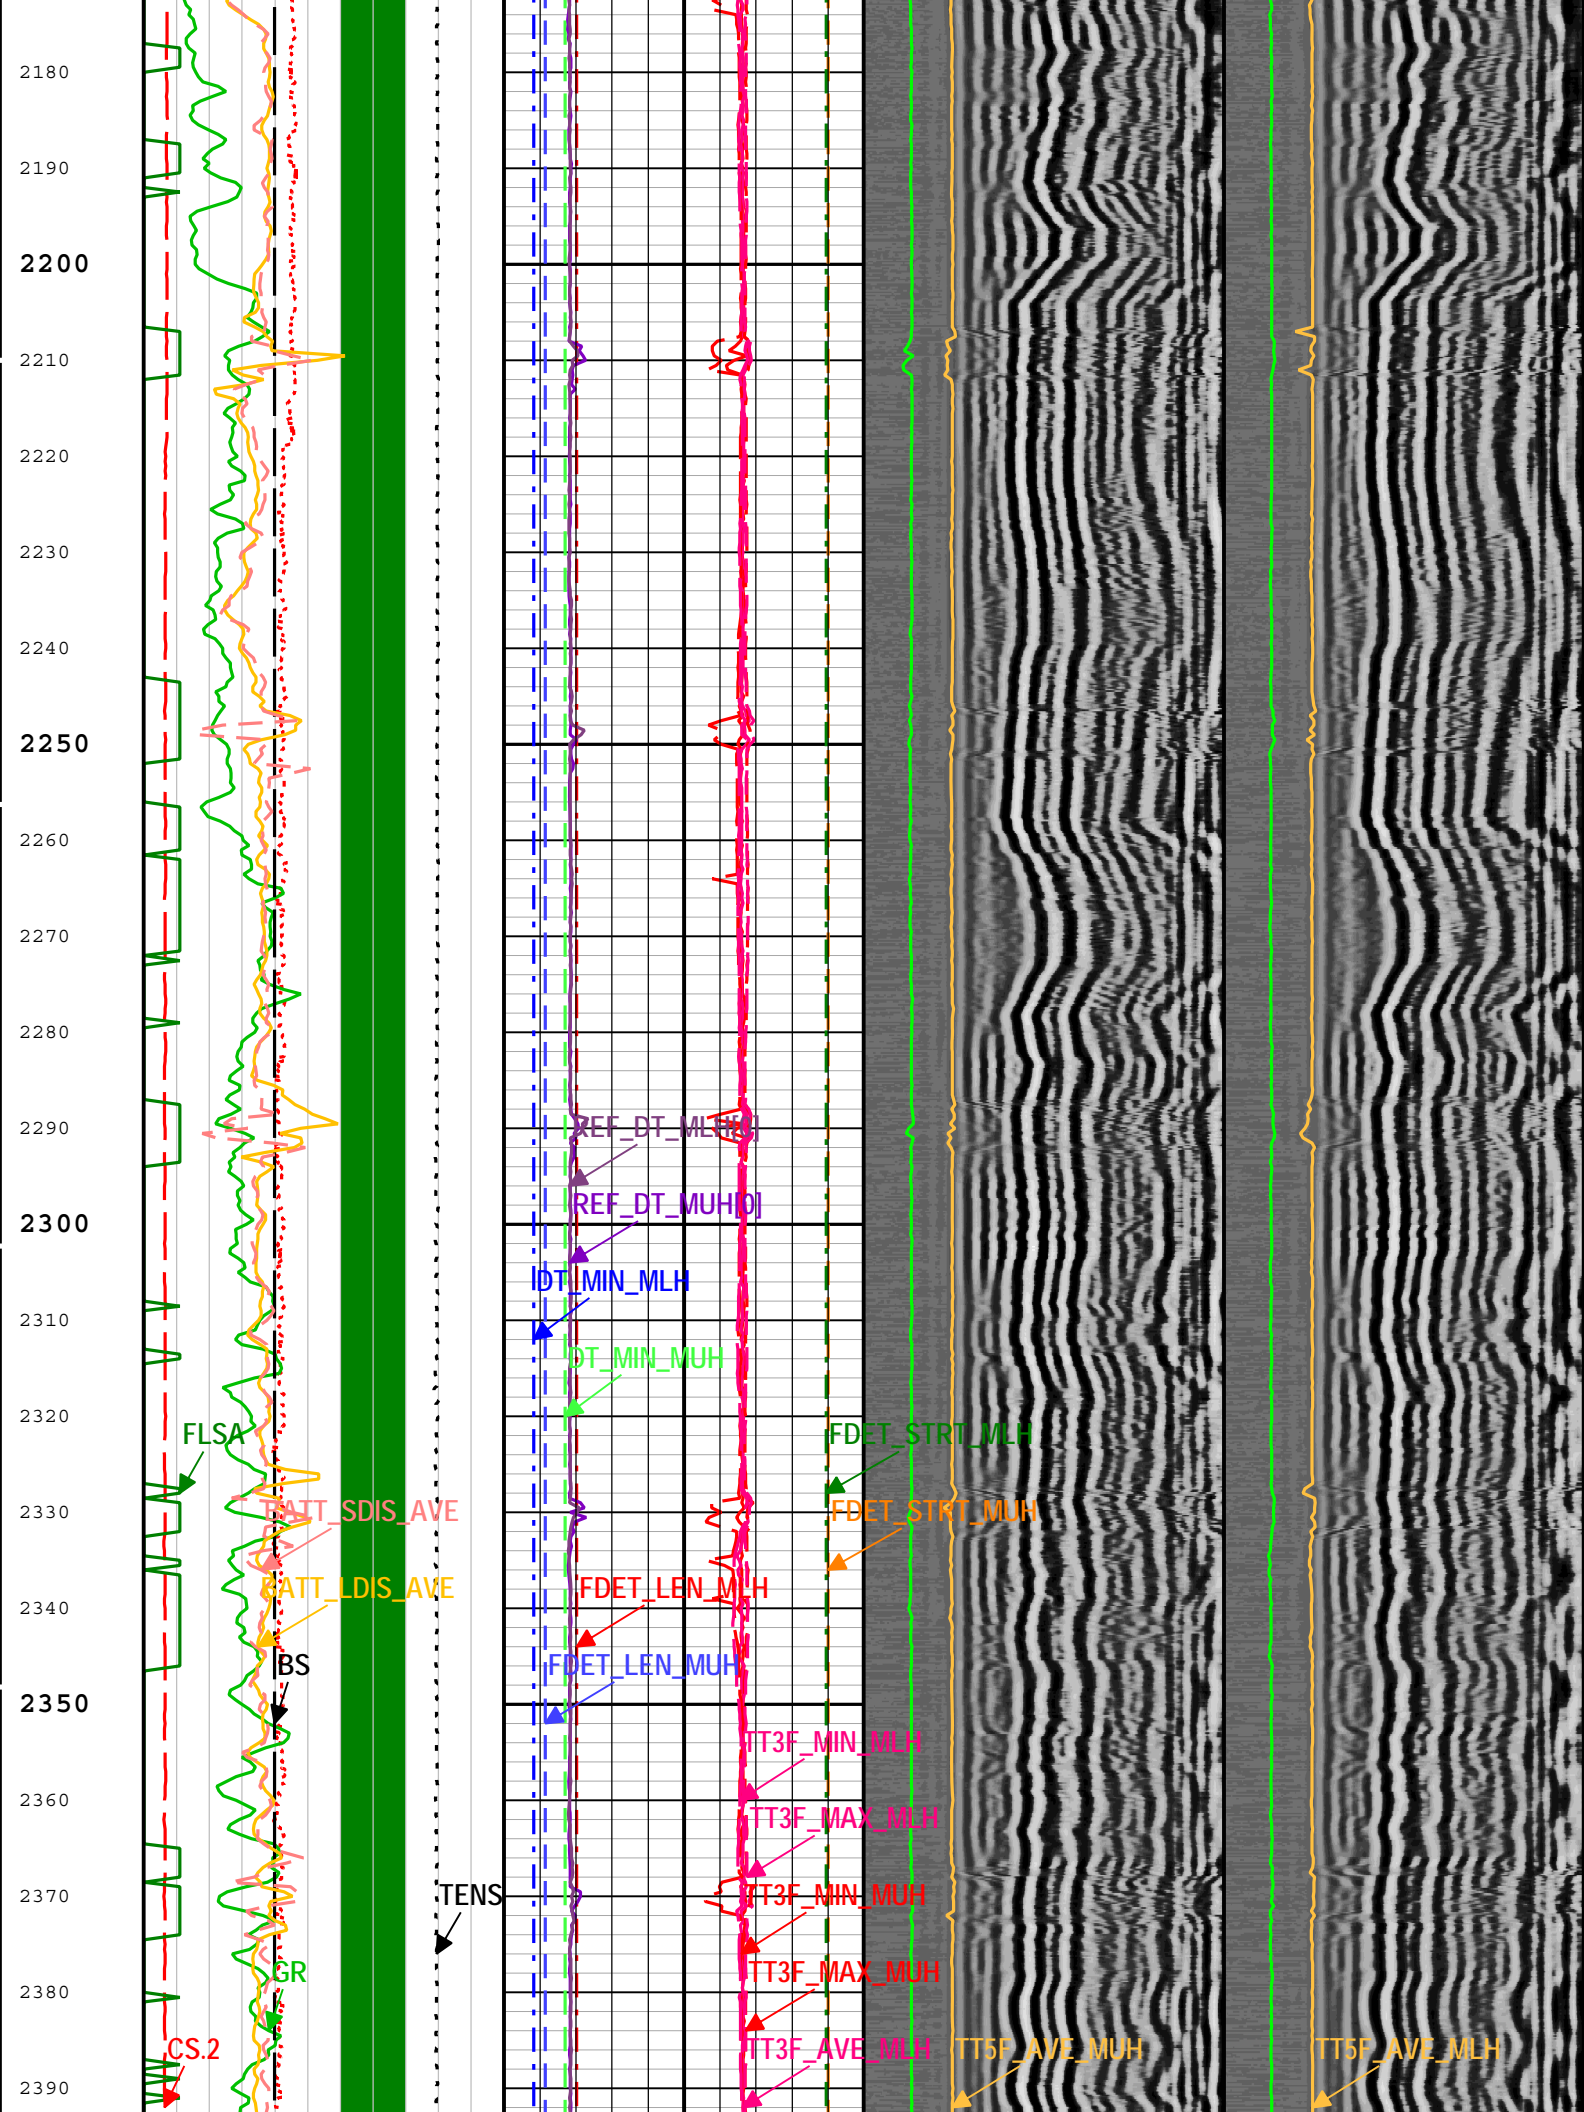 2180
2190
2200
2210
2220
2230
2240
2250
2260
2270
2280
2290
REF_DT_MLH[0]
REF_DT_MUH[0]
2300
DT_MIN_MLH
2310
DT_MIN_MUH
2320
FLSA
FDET_STRT_MLH
2330
BATT_SDIS_AVE
FDET_STRT_MUH
BATT_LDIS_AVE
FDET_LEN_MLH
2340
BS
FDET_LEN_MUH
2350
TT3F_MIN_MLH
2360
TT3F_MAX_MLH
2370
TENS
TT3F_MIN_MUH
GR
TT3F_MAX_MUH
2380
CS.2
TT3F_AVE_MLH
TT5F_AVE_MUH
TT5F_AVE_MLH
2390